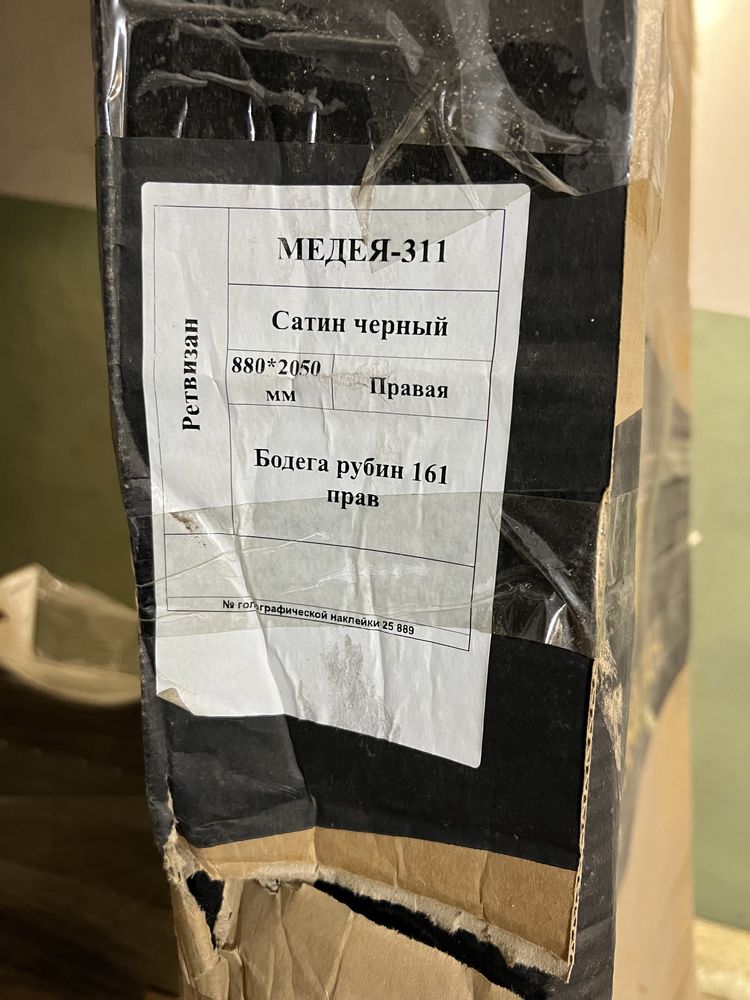 Ретвизан
МЕДЕЯ-311
Сатин черный
880*2050
мм
Правая
Бодега рубин 161
прав
№ голографической наклейки 25 889